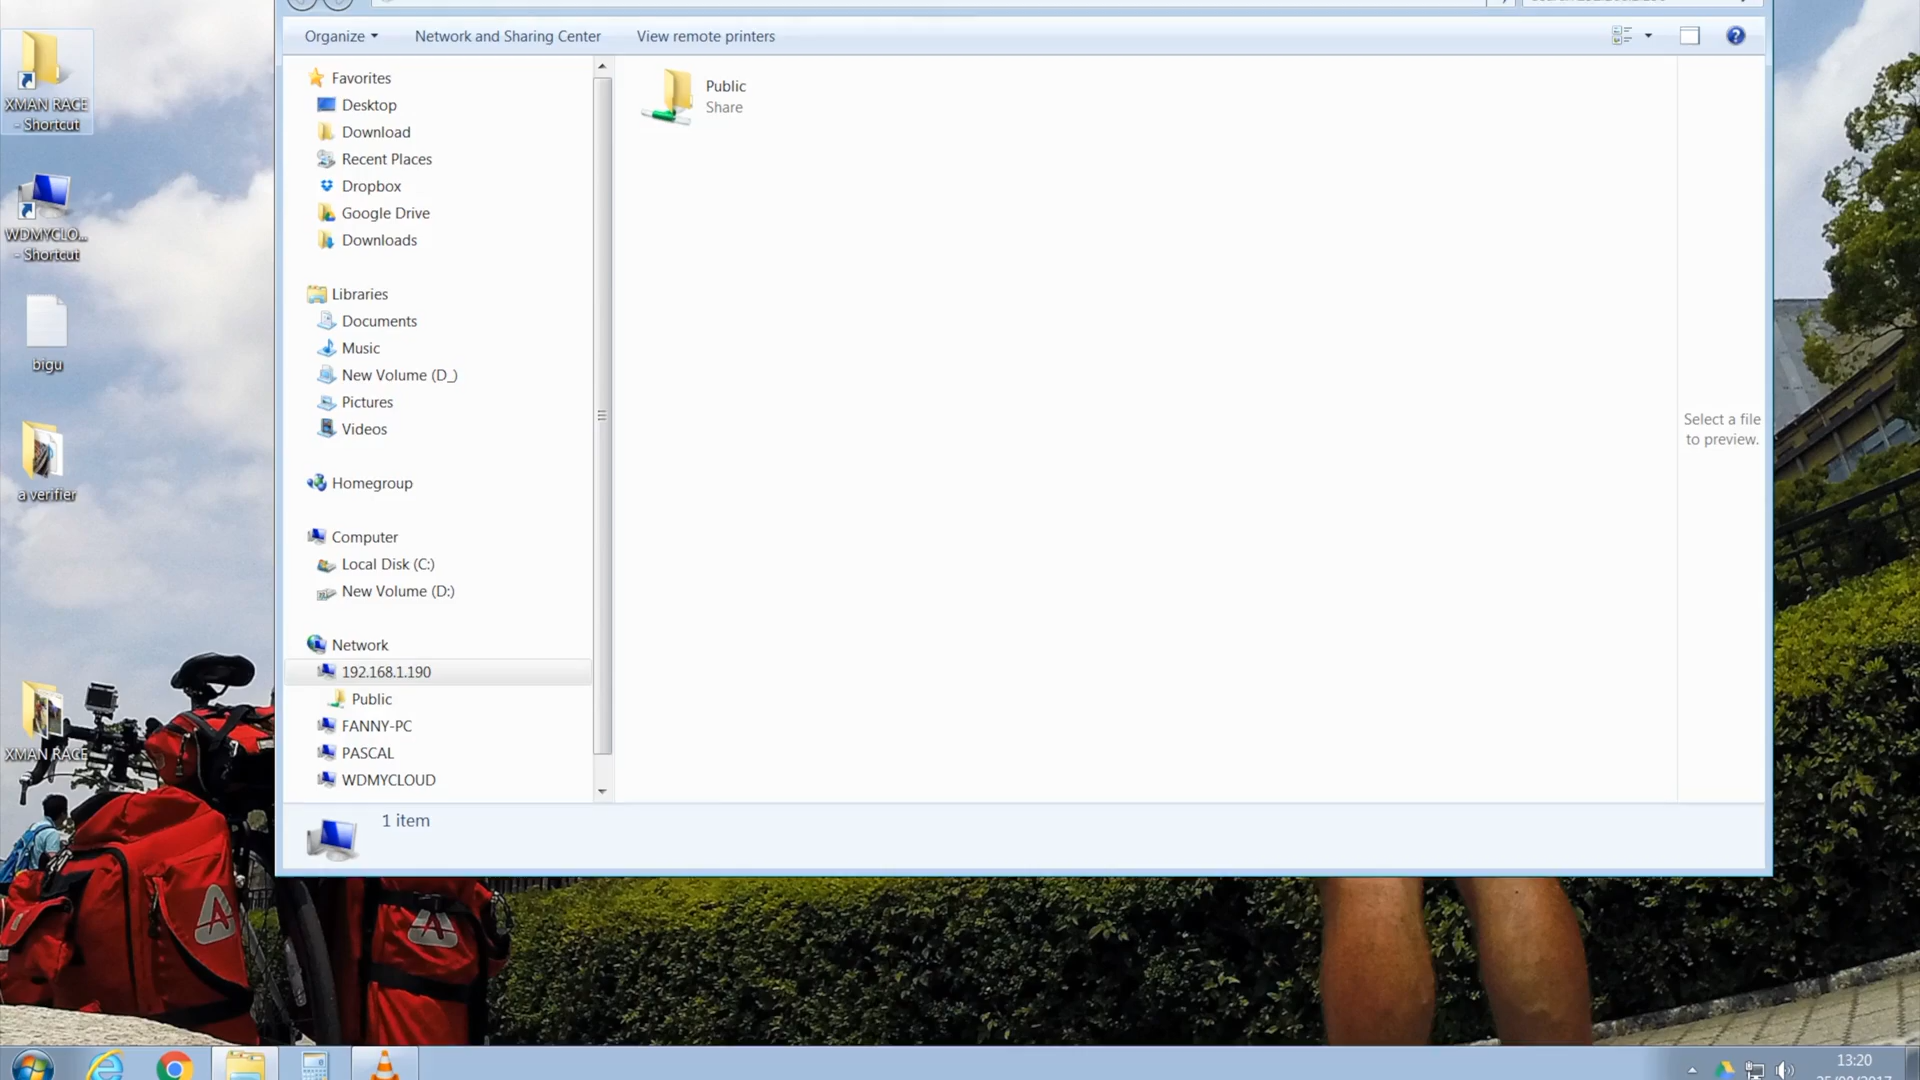 XMAN RACE
- Shortcut
WDMYCLO...
- Shortcut
bigu
a verifier
XMAN RACE
Organize
Network and Sharing Center
View remote printers
Favorites
Desktop
Download
Recent Places
Dropbox
Google Drive
Downloads
Libraries
Documents
Music
New Volume (D_)
Pictures
Videos
Homegroup
Computer
Local Disk (C:)
New Volume (D:)
Network
192.168.1.190
Public
FANNY-PC
PASCAL
WDMYCLOUD
Public
Share
Select a file
to preview.
1 item
13:20